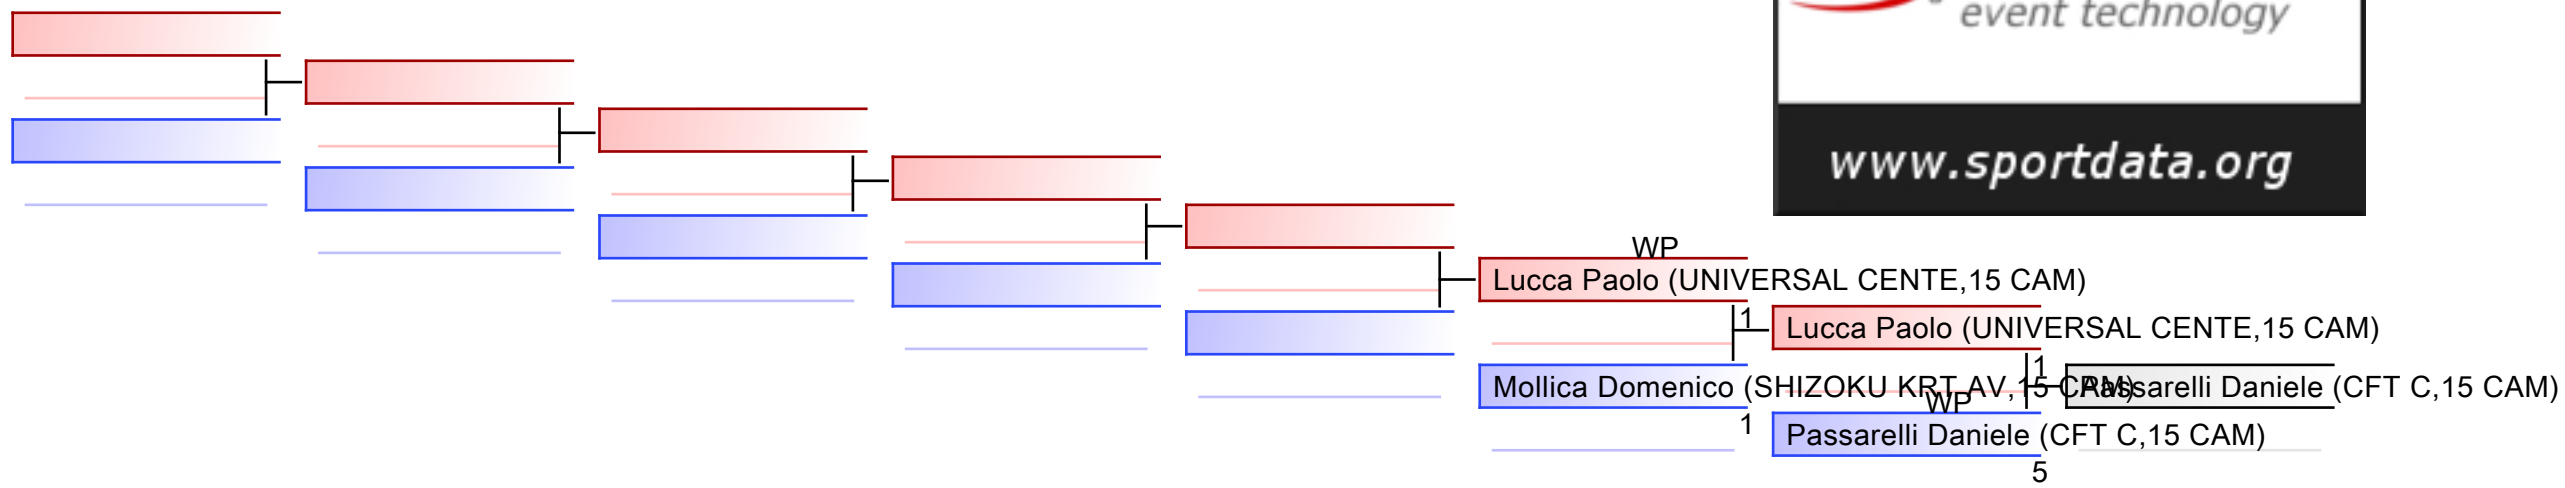 event technology
www.sportdata.org
WP
Lucca Paolo (UNIVERSAL CENTE,15 CAM)
1
Lucca Paolo (UNIVERSAL CENTE,15 CAM)
Mollica Domenico (SHIZOKU KRT AV,15 CAM)
1
Passarelli Daniele (CFT C,15 CAM)
WP
1
Passarelli Daniele (CFT C,15 CAM)
5